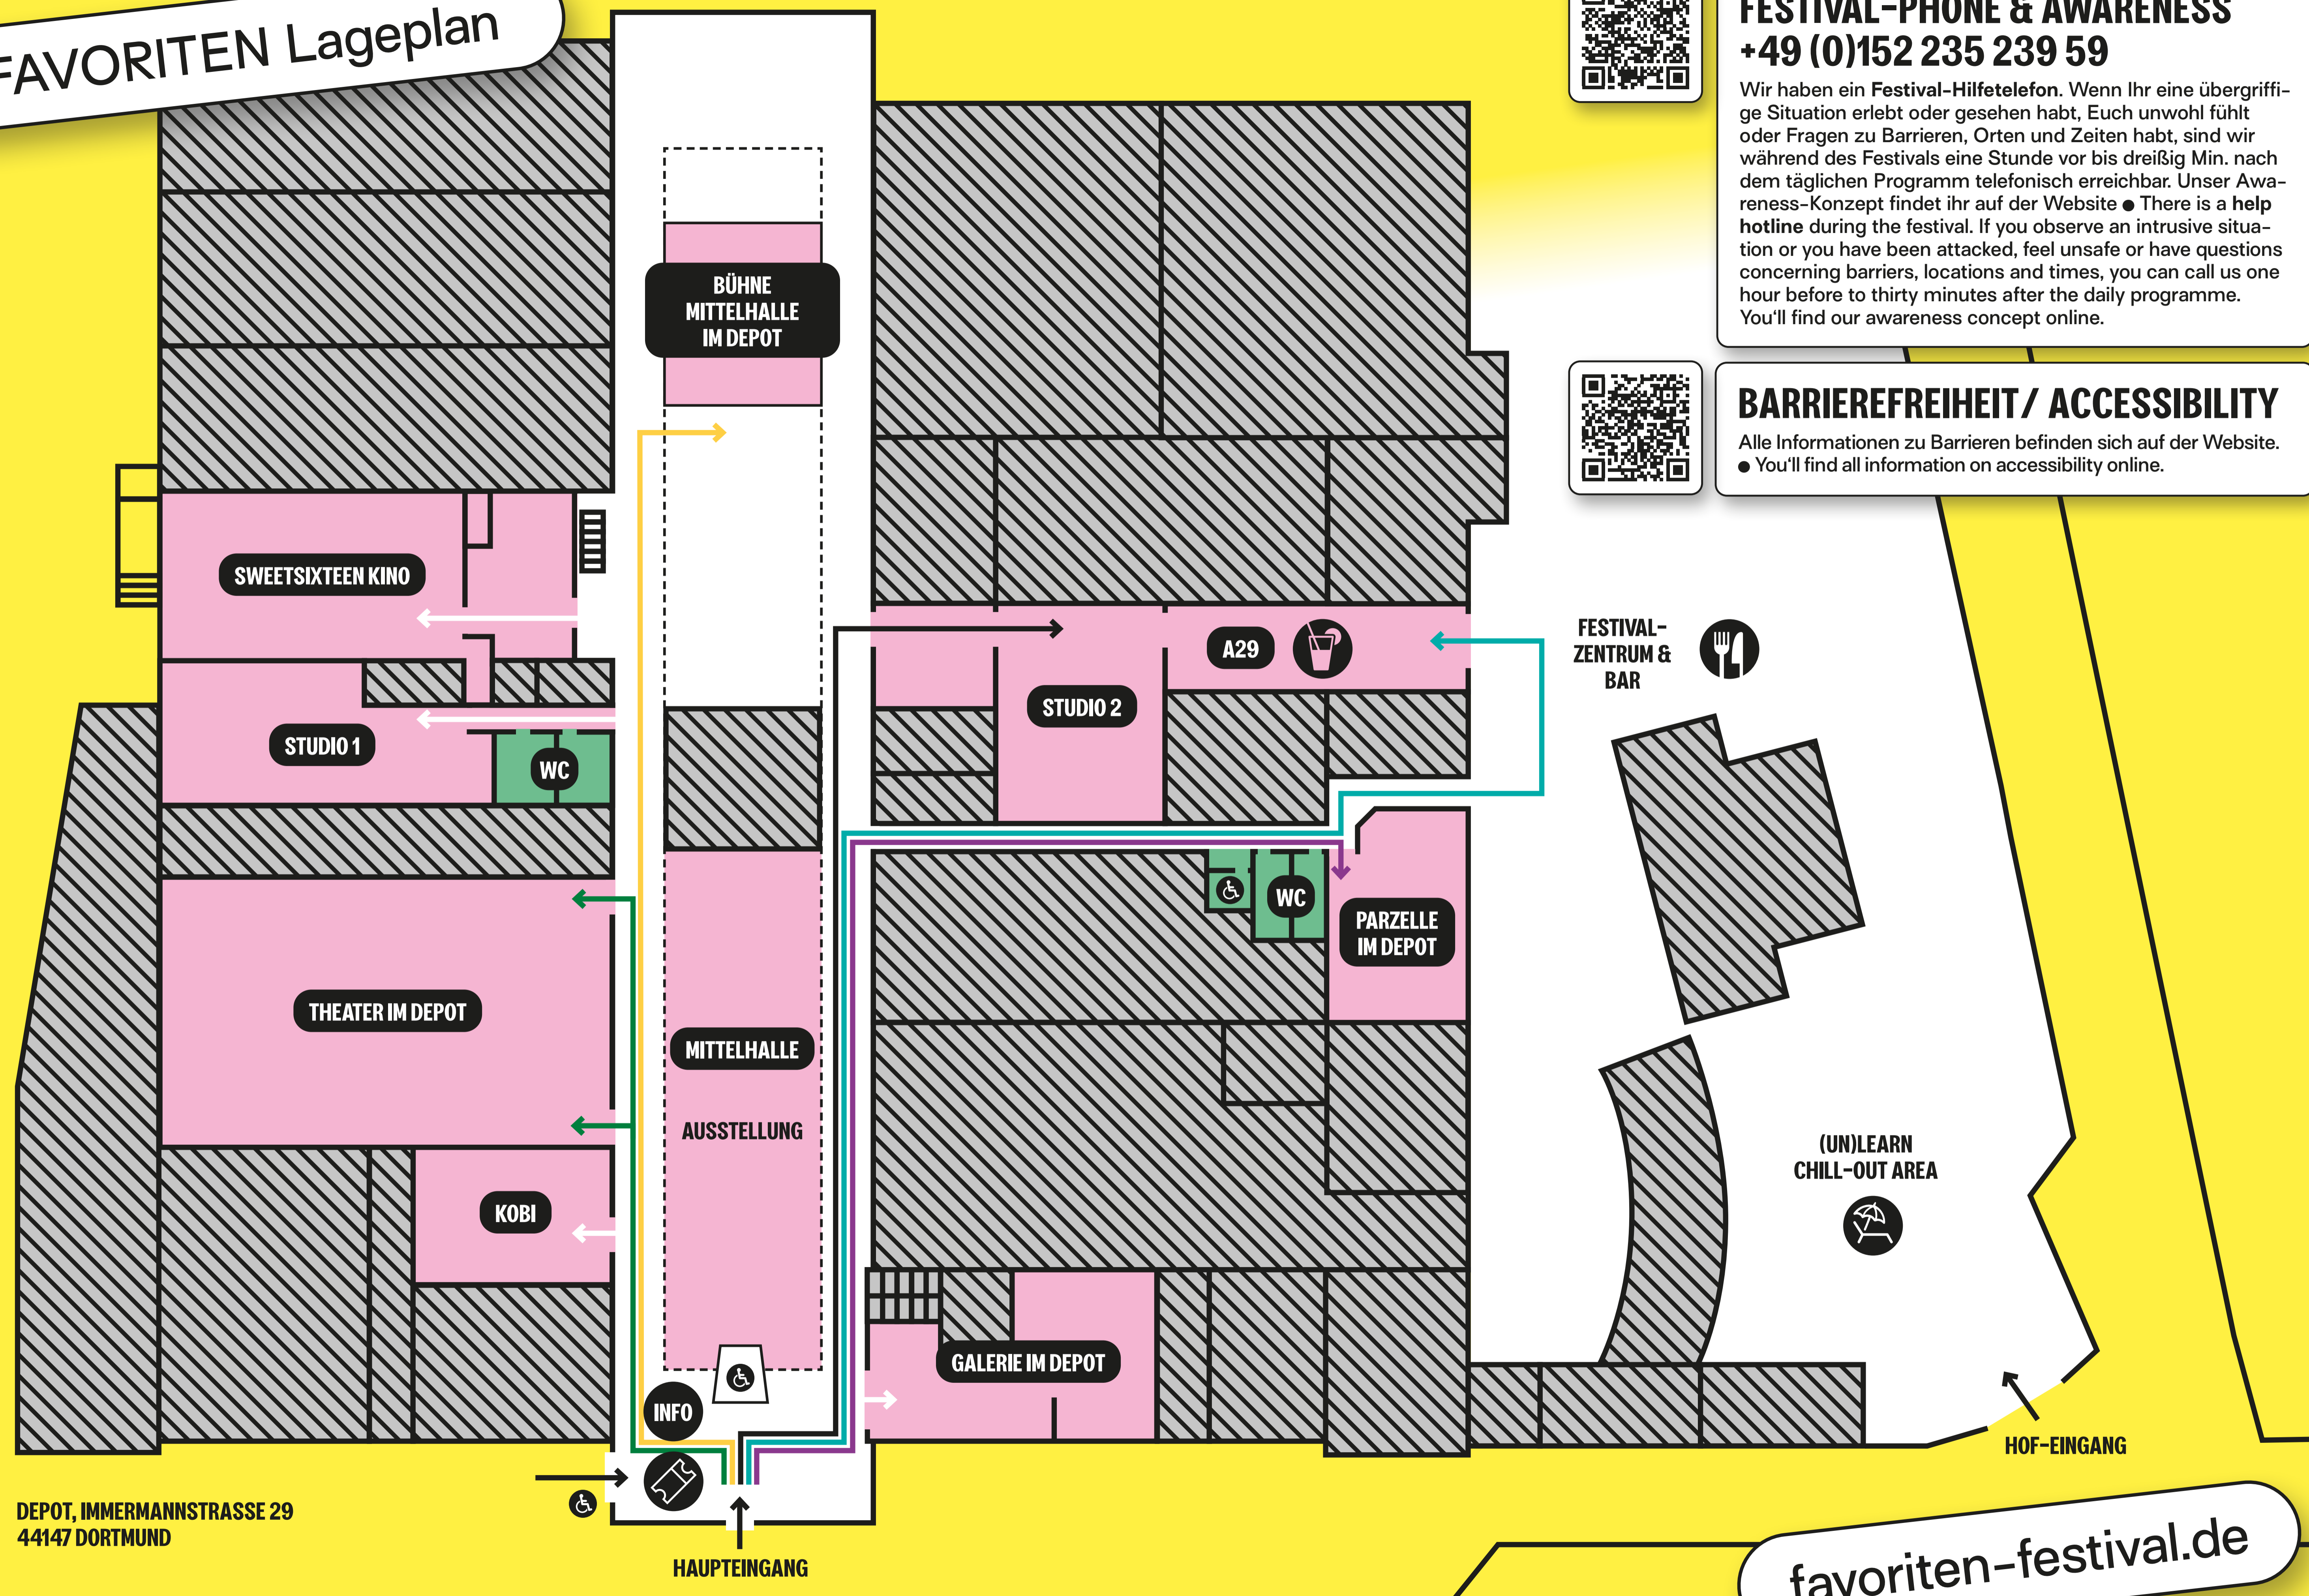 FAVORITEN Lageplan
FESTIVAL-PHONE & AWARENESS
+49 (0)152 235 239 59
Wir haben ein Festival-Hilfetelefon. Wenn Ihr eine übergriffi-
ge Situation erlebt oder gesehen habt, Euch unwohl fühlt
oder Fragen zu Barrieren, Orten und Zeiten habt, sind wir
während des Festivals eine Stunde vor bis dreißig Min. nach
dem täglichen Programm telefonisch erreichbar. Unser Awa-
reness-Konzept findet ihr auf der Website ● There is a help
hotline during the festival. If you observe an intrusive situa-
tion or you have been attacked, feel unsafe or have questions
concerning barriers, locations and times, you can call us one
hour before to thirty minutes after the daily programme.
You'll find our awareness concept online.
BARRIEREFREIHEIT/ ACCESSIBILITY
Alle Informationen zu Barrieren befinden sich auf der Website.
● You'll find all information on accessibility online.
BÜHNE
MITTELHALLE
IM DEPOT
SWEETSIXTEEN KINO
STUDIO 1
WC
THEATER IM DEPOT
KOBI
MITTELHALLE
AUSSTELLUNG
INFO
A29
STUDIO 2
WC
PARZELLE
IM DEPOT
GALERIE IM DEPOT
FESTIVAL-
ZENTRUM &
BAR
(UN)LEARN
CHILL-OUT AREA
HOF-EINGANG
HAUPTEINGANG
DEPOT, IMMERMANNSTRASSE 29
44147 DORTMUND
favoriten-festival.de